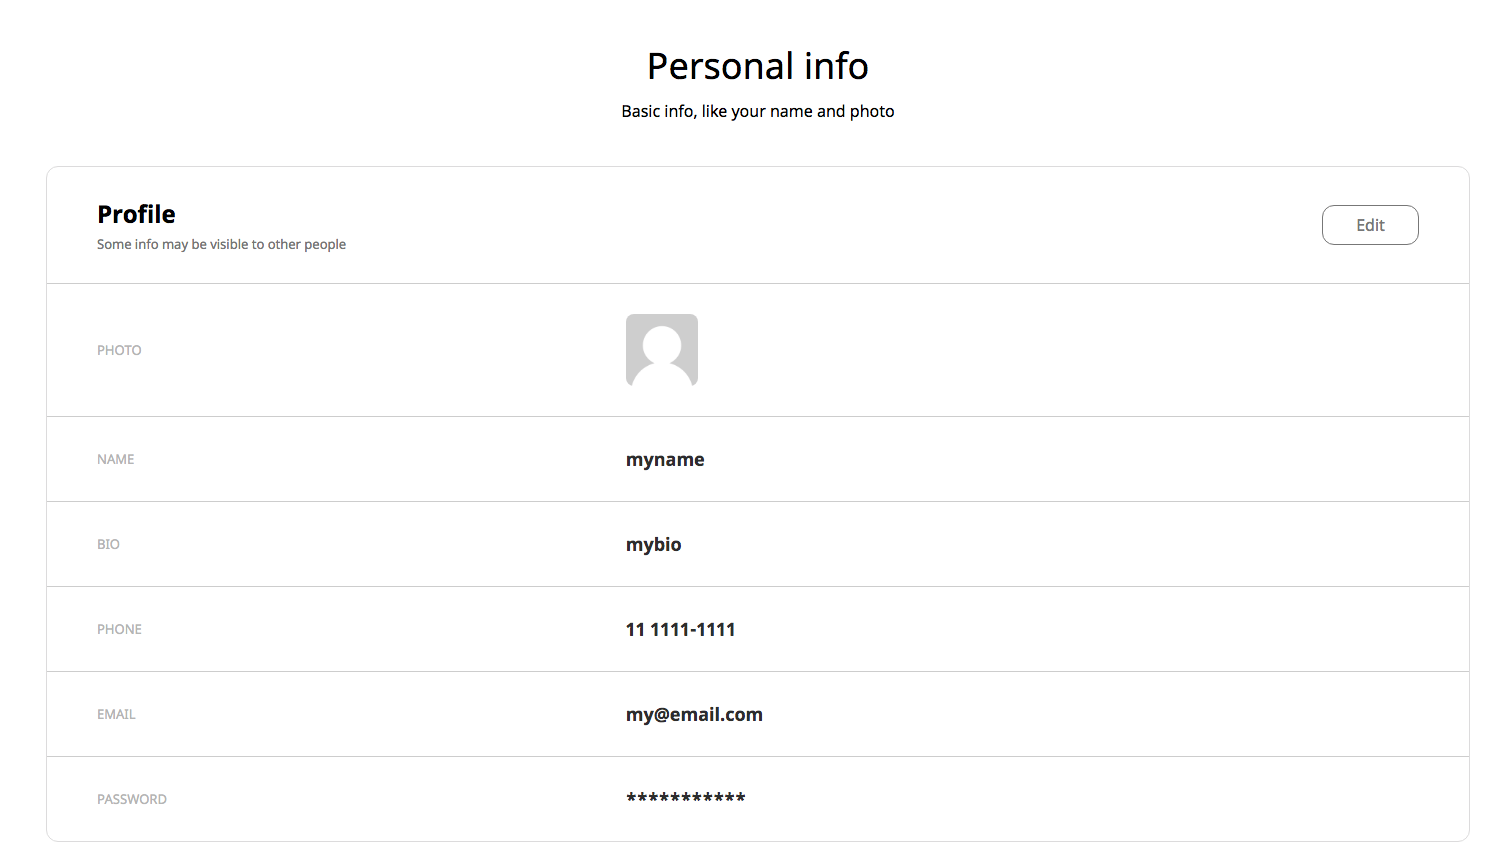 Personal info
Basic info, like your name and photo
Profile
Some info may be visible to other people
Edit
PHOTO
NAME
myname
BIO
mybio
PHONE
11 1111-1111
EMAIL
my@email.com
PASSWORD
***********